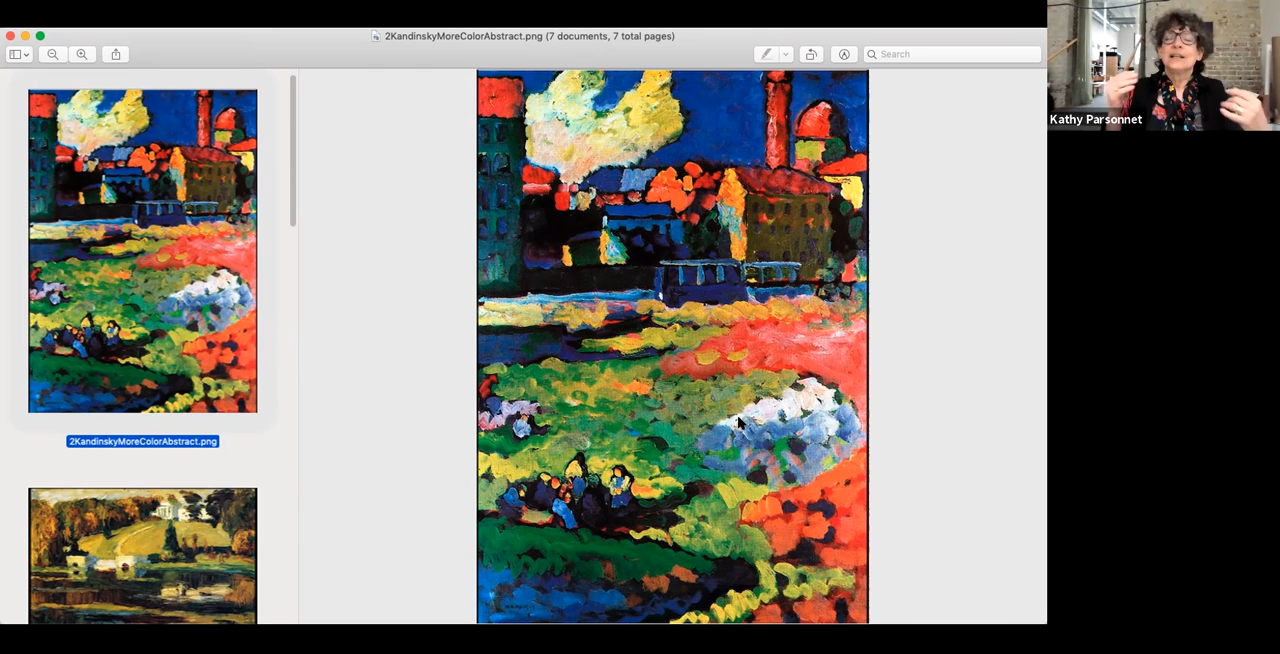 2KandinskyMoreColorAbstract.png (7 documents, 7 total pages)
Search
Kathy Parsonnet
2KandinskyMoreColorAbstract.png